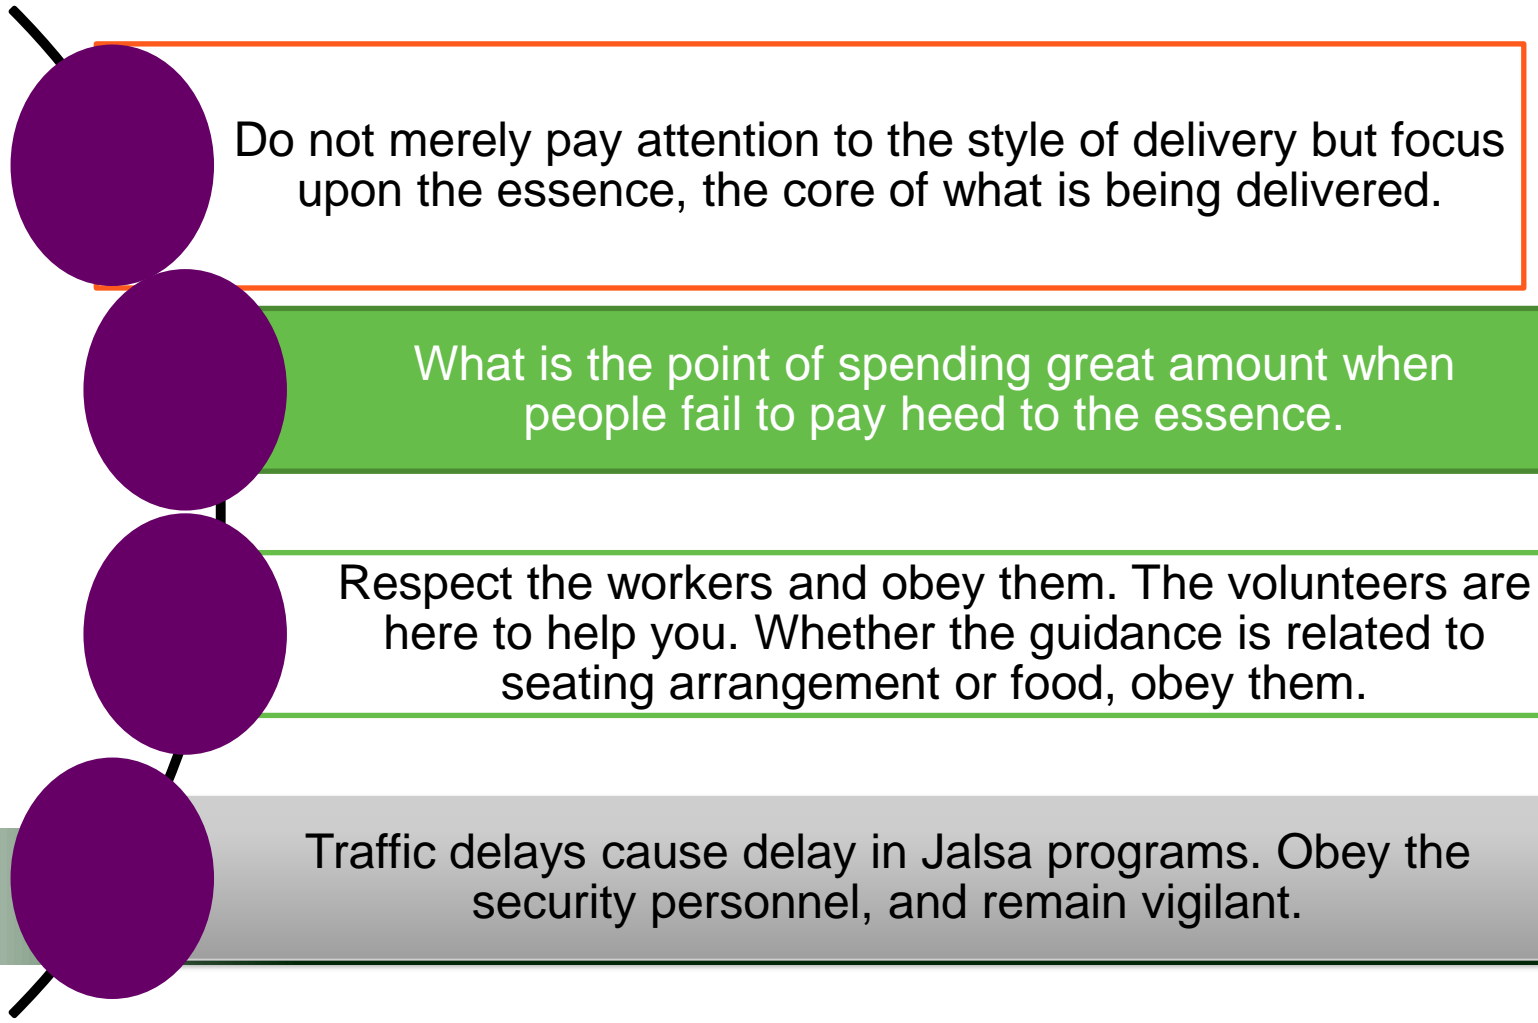 Do not merely pay attention to the style of delivery but focus
upon the essence, the core of what is being delivered.
What is the point of spending great amount when
people fail to pay heed to the essence.
Respect the workers and obey them. The volunteers are
here to help you. Whether the guidance is related to
seating arrangement or food, obey them.
Traffic delays cause delay in Jalsa programs. Obey the
security personnel, and remain vigilant.